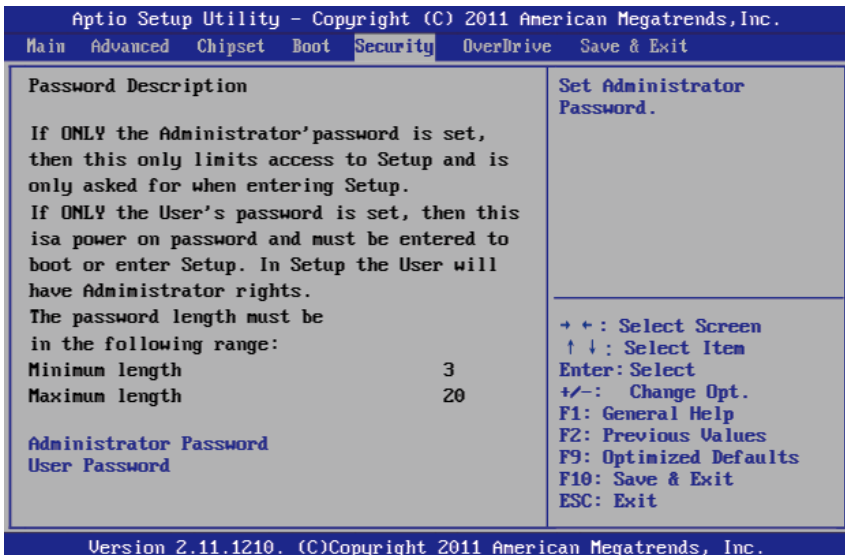 Aptio Setup Utility – Copyright (C) 2011 American Megatrends,Inc.
Main Advanced Chipset Boot Security OverDrive Save & Exit
Password Description
If ONLY the Administrator'password is set,
then this only limits access to Setup and is
only asked for when entering Setup.
If ONLY the User's password is set, then this
isa power on password and must be entered to
boot or enter Setup. In Setup the User will
have Administrator rights.
The password length must be
in the following range:
Minimum length 3
Maximum length 20
Administrator Password
User Password
Set Administrator
Password.
→ ←: Select Screen
↑ ↓: Select Item
Enter: Select
+/-: Change Opt.
F1: General Help
F2: Previous Values
F9: Optimized Defaults
F10: Save & Exit
ESC: Exit
Version 2.11.1210. (C)Copyright 2011 American Megatrends, Inc.